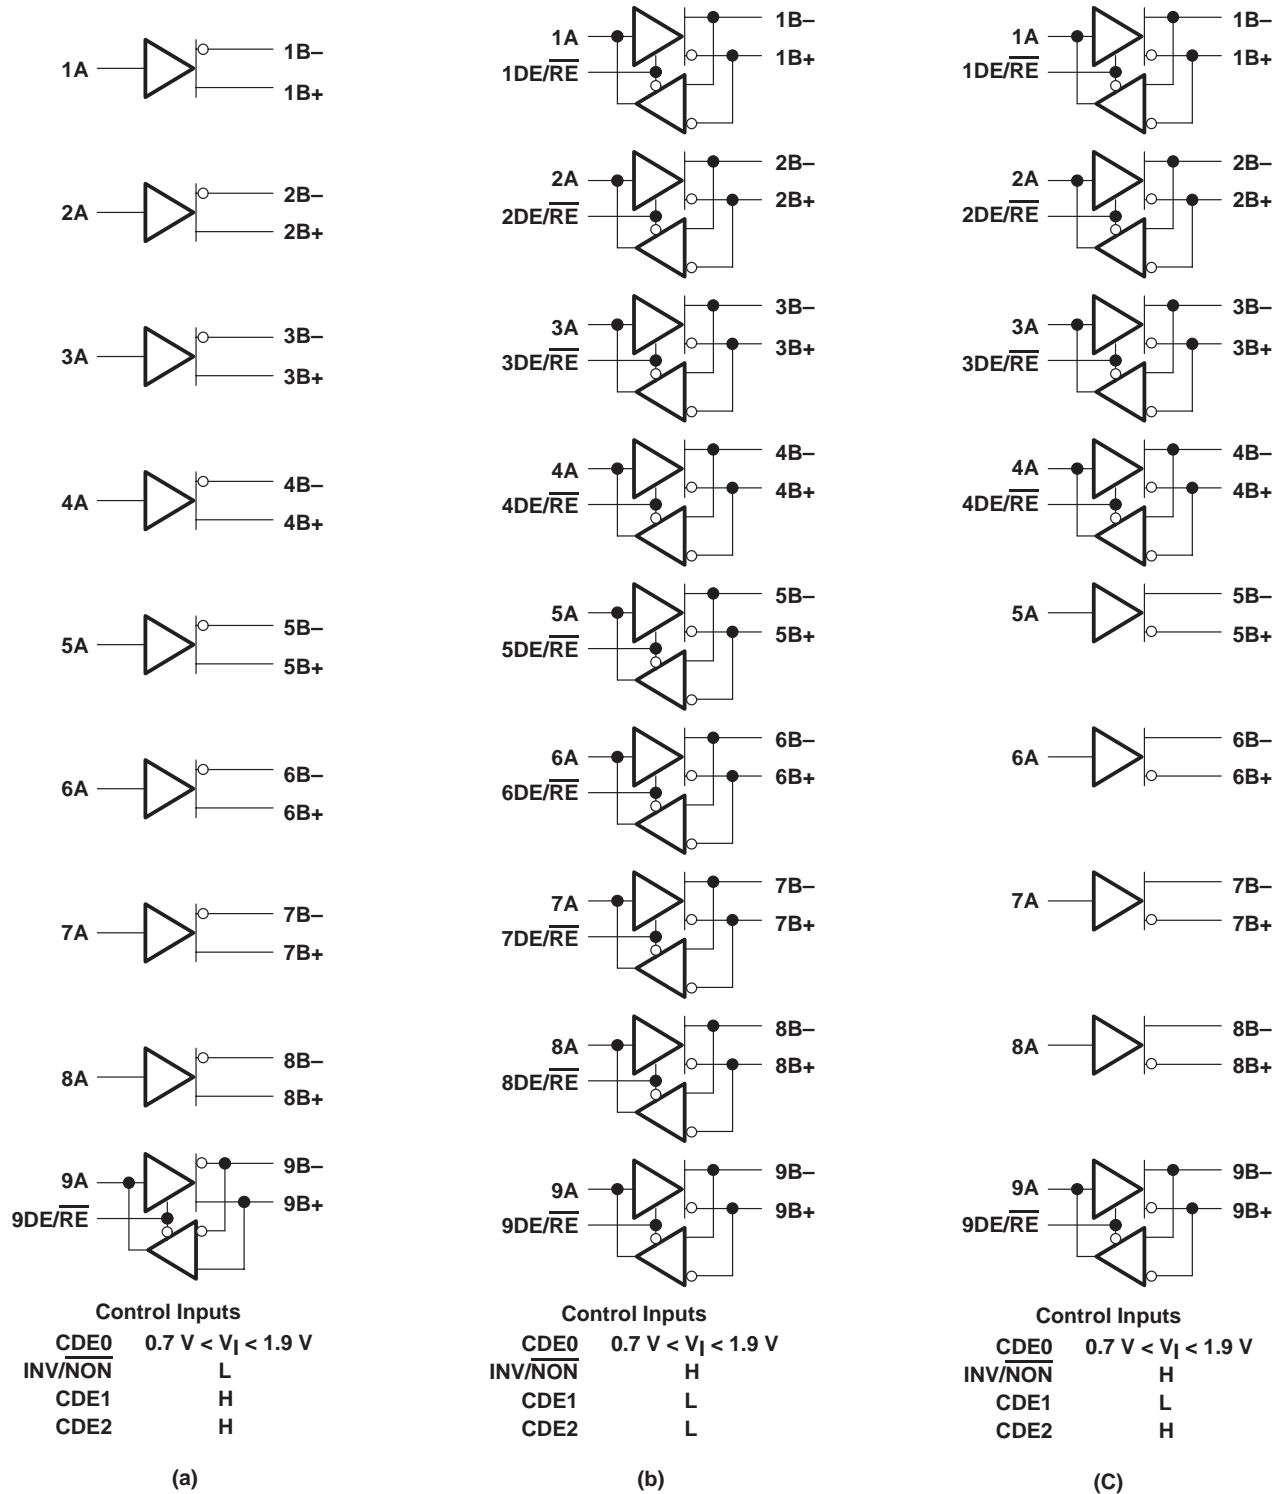 1A
1B–
1B+
2A
2B–
2B+
3A
3B–
3B+
4A
4B–
4B+
5A
5B–
5B+
6A
6B–
6B+
7A
7B–
7B+
8A
8B–
8B+
9A
9B–
9B+
9DE/RE
Control Inputs
CDE0 0.7 V < VI < 1.9 V
INV/NON L
CDE1 H
CDE2 H
(a)
1A
1B–
1B+
1DE/RE
2A
2B–
2B+
2DE/RE
3A
3B–
3B+
3DE/RE
4A
4B–
4B+
4DE/RE
5A
5B–
5B+
5DE/RE
6A
6B–
6B+
6DE/RE
7A
7B–
7B+
7DE/RE
8A
8B–
8B+
8DE/RE
9A
9B–
9B+
9DE/RE
Control Inputs
CDE0 0.7 V < VI < 1.9 V
INV/NON H
CDE1 L
CDE2 L
(b)
1A
1B–
1B+
1DE/RE
2A
2B–
2B+
2DE/RE
3A
3B–
3B+
3DE/RE
4A
4B–
4B+
4DE/RE
5A
5B–
5B+
6A
6B–
6B+
7A
7B–
7B+
8A
8B–
8B+
9A
9B–
9B+
9DE/RE
Control Inputs
CDE0 0.7 V < VI < 1.9 V
INV/NON H
CDE1 L
CDE2 H
(C)